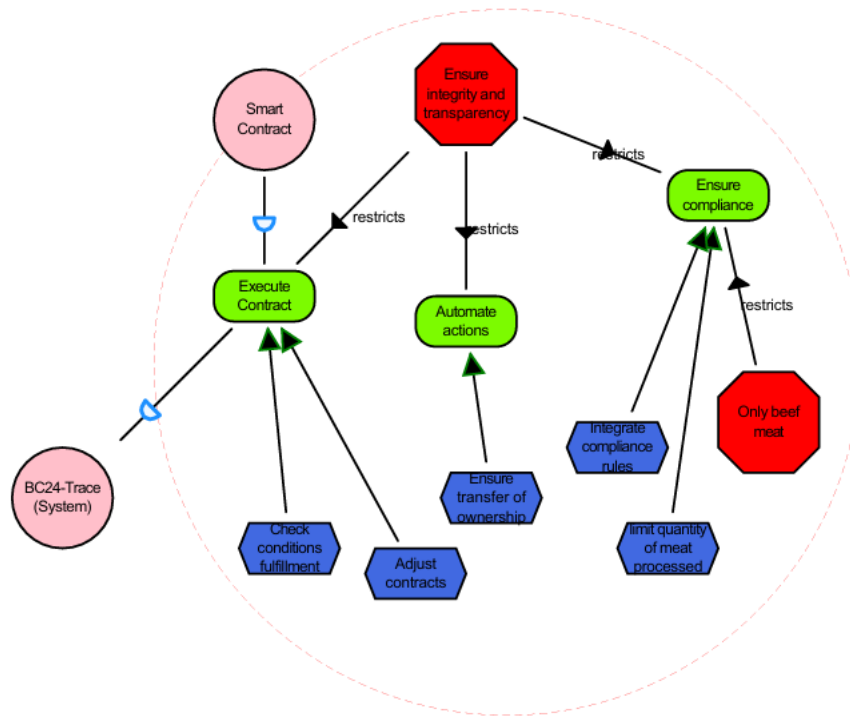 Ensure
integrity and
transparency
Smart
Contract
restricts
Ensure
compliance
restricts
restricts
Execute
Contract
Automate
actions
restricts
Only beef
meat
Integrate
compliance
rules
BC24-Trace
(System)
Ensure
transfer of
ownership
Check
conditions
fulfillment
Adjust
contracts
limit quantity
of meat
processed